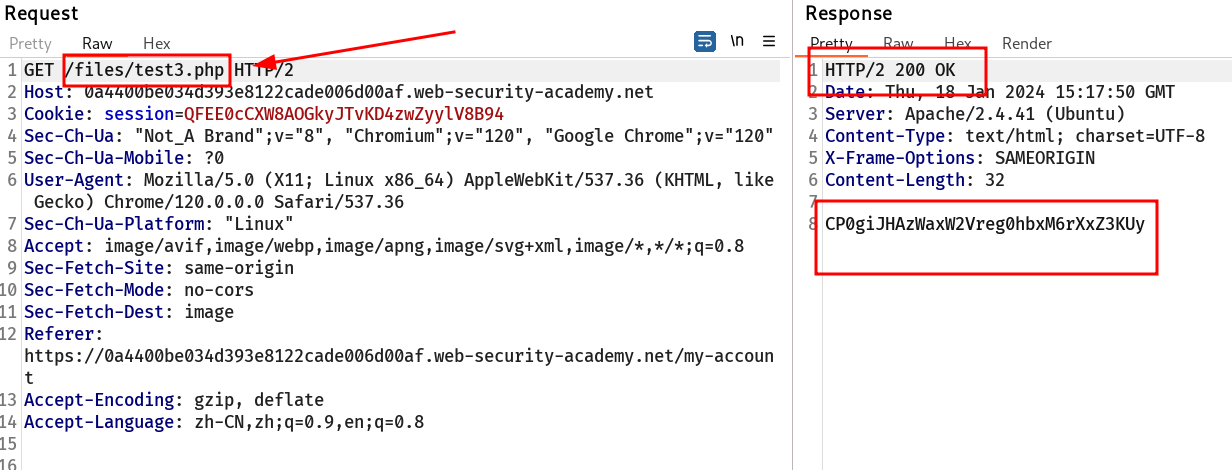 Request
Pretty Raw Hex
\n
1 GET /files/test3.php HTTP/2
2 Host: 0a4400be034d393e8122cade006d00af.web-security-academy.net
3 Cookie: session=QFEE0cCXW8AOGkyJTvKD4zwZyylV8B94
4 Sec-Ch-Ua: "Not_A Brand";v="8", "Chromium";v="120", "Google Chrome";v="120"
5 Sec-Ch-Ua-Mobile: ?0
6 User-Agent: Mozilla/5.0 (X11; Linux x86_64) AppleWebKit/537.36 (KHTML, like
Gecko) Chrome/120.0.0.0 Safari/537.36
7 Sec-Ch-Ua-Platform: "Linux"
8 Accept: image/avif,image/webp,image/apng,image/svg+xml,image/*,*/*;q=0.8
9 Sec-Fetch-Site: same-origin
10 Sec-Fetch-Mode: no-cors
11 Sec-Fetch-Dest: image
12 Referer:
https://0a4400be034d393e8122cade006d00af.web-security-academy.net/my-accoun
t
13 Accept-Encoding: gzip, deflate
14 Accept-Language: zh-CN,zh;q=0.9,en;q=0.8
15
16
Response
Pretty Raw Hex Render
1 HTTP/2 200 OK
2 Date: Thu, 18 Jan 2024 15:17:50 GMT
3 Server: Apache/2.4.41 (Ubuntu)
4 Content-Type: text/html; charset=UTF-8
5 X-Frame-Options: SAMEORIGIN
6 Content-Length: 32
7
8 CP0giJHAzWaxW2Vreg0hbxM6rXxZ3KUy